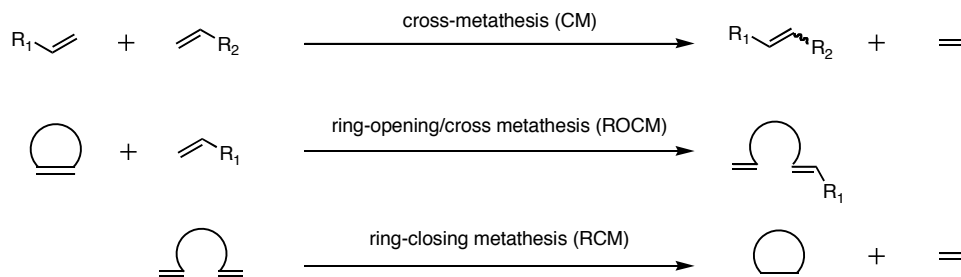 cross-metathesis (CM)
R1 + R2 R1 R2 +
ring-opening/cross metathesis (ROCM)
+ R1 R1
ring-closing metathesis (RCM)
+